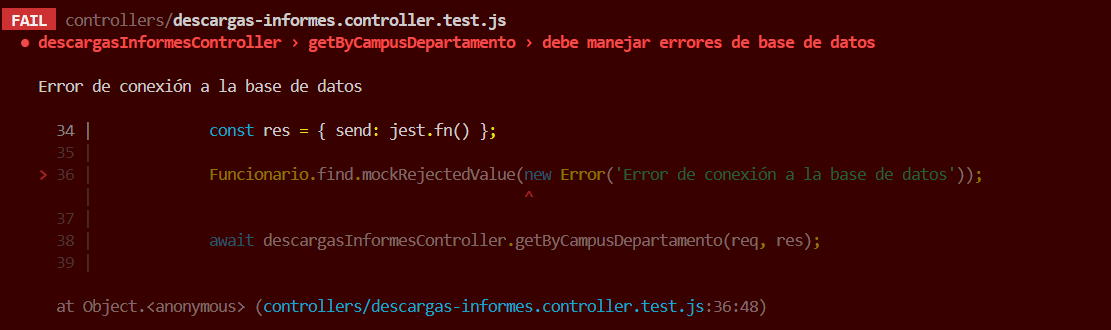 FAIL controllers/descargas-informes.controller.test.js
● descargasInformesController › getByCampusDepartamento › debe manejar errores de base de datos
Error de conexión a la base de datos
34 | const res = { send: jest.fn() };
35 |
> 36 | Funcionario.find.mockRejectedValue(new Error('Error de conexión a la base de datos'));
| ^
37 |
38 | await descargasInformesController.getByCampusDepartamento(req, res);
39 |
at Object.<anonymous> (controllers/descargas-informes.controller.test.js:36:48)